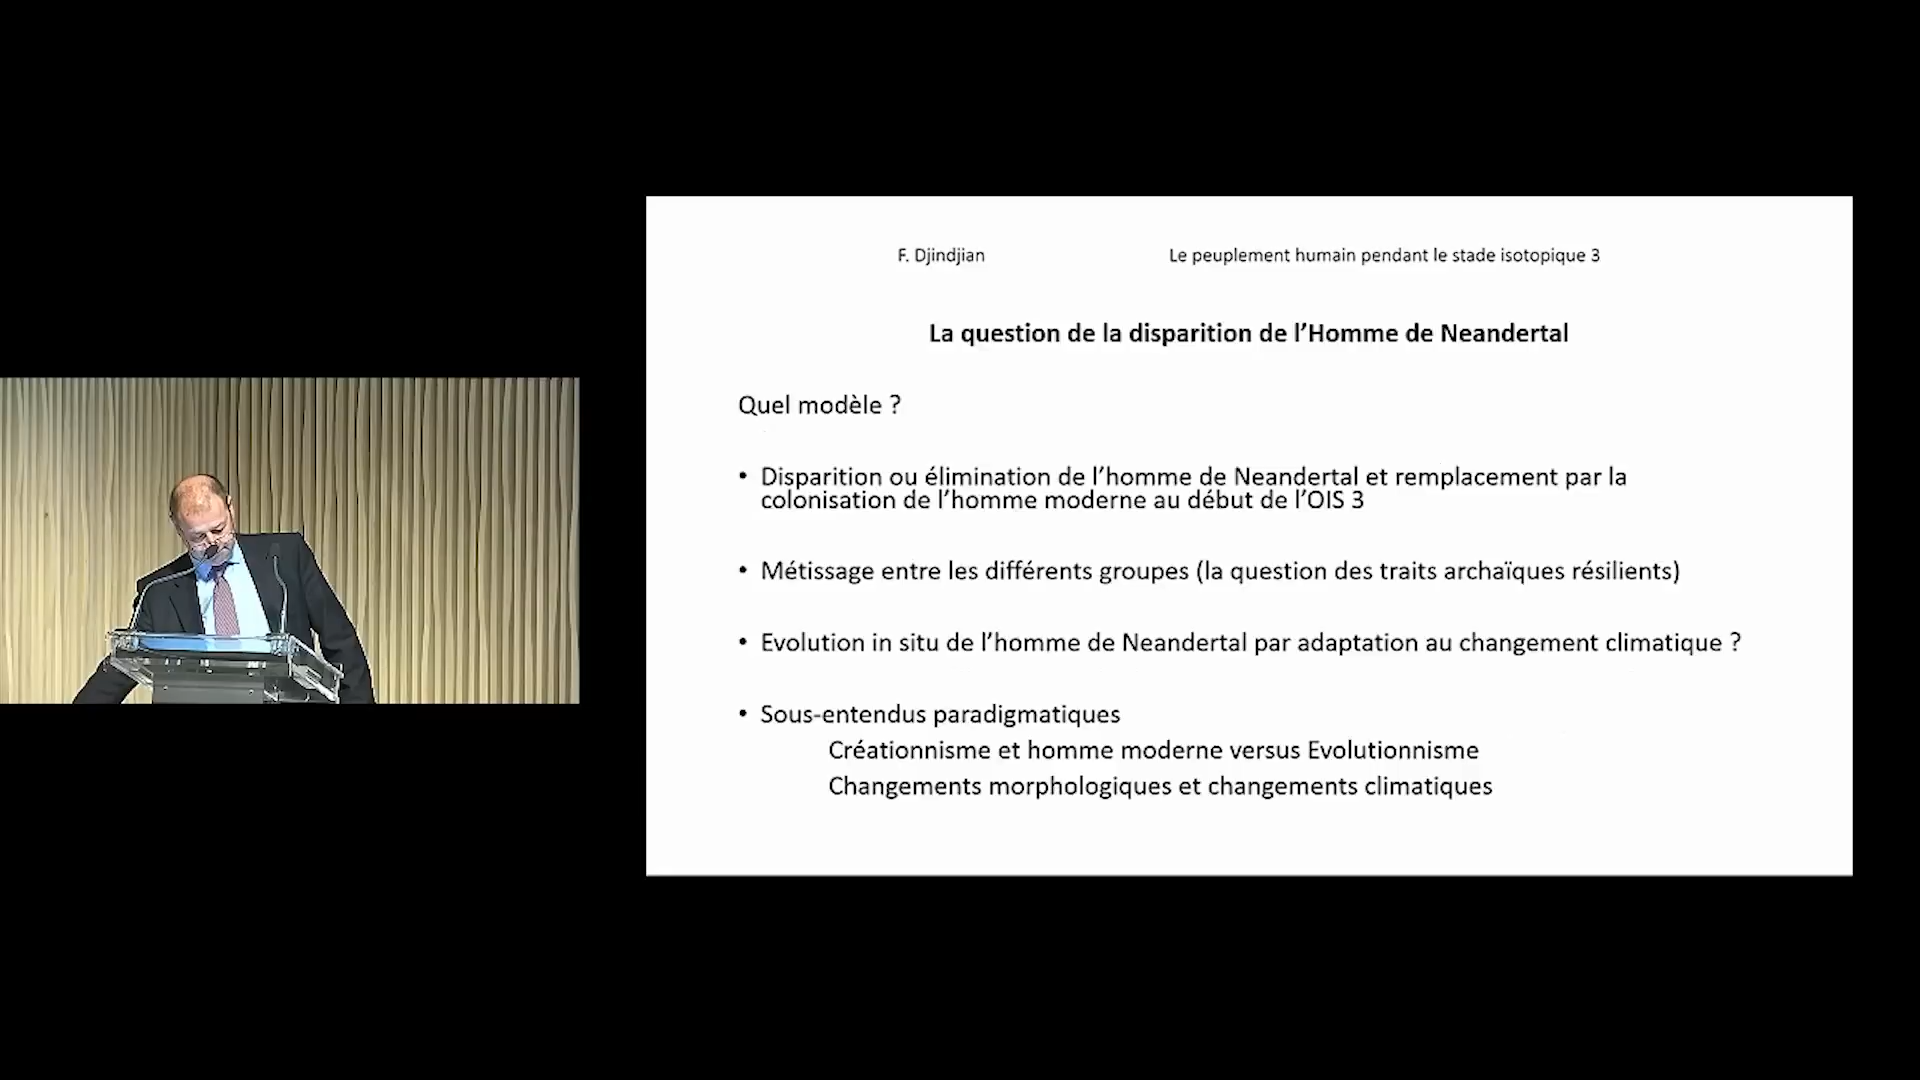 F. Djindjian
Le peuplement humain pendant le stade isotopique 3
La question de la disparition de l’Homme de Neandertal
Quel modèle ?
• Disparition ou élimination de l’homme de Neandertal et remplacement par la
colonisation de l’homme moderne au début de l’OIS 3
• Métissage entre les différents groupes (la question des traits archaïques résilients)
• Evolution in situ de l’homme de Neandertal par adaptation au changement climatique ?
• Sous-entendus paradigmatiques
Créationnisme et homme moderne versus Evolutionnisme
Changements morphologiques et changements climatiques